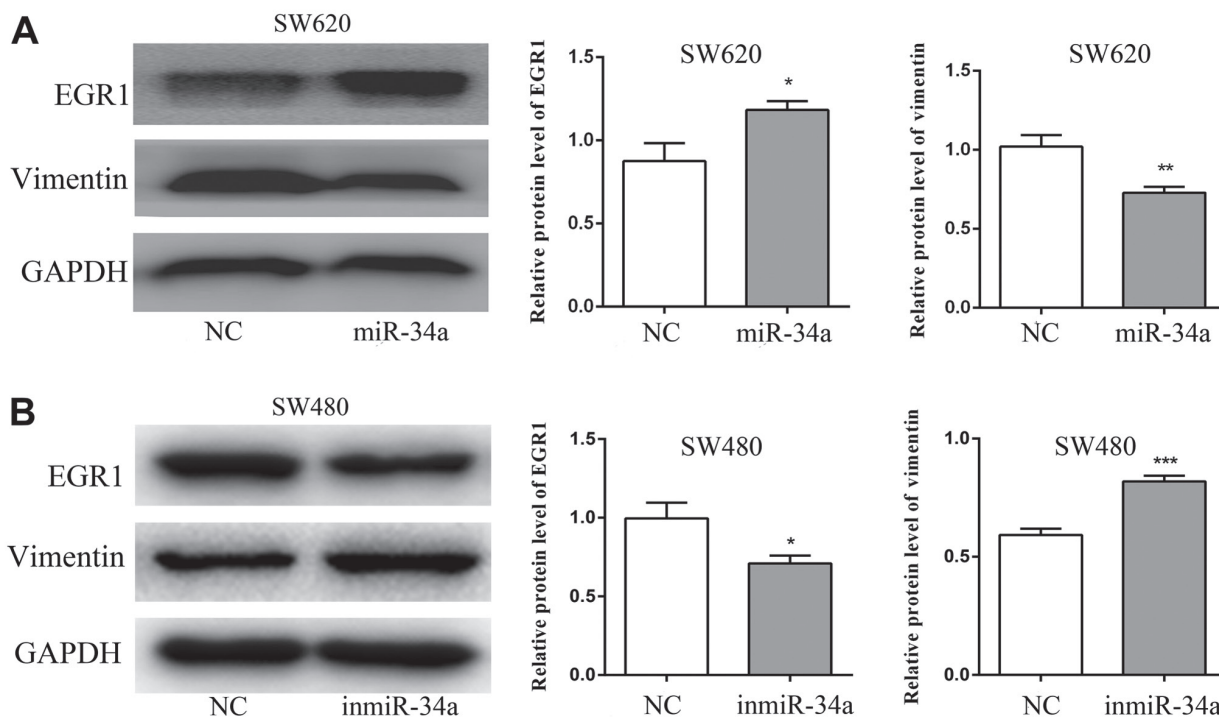 A
SW620
EGR1
Vimentin
GAPDH
NC miR-34a
Relative protein level of EGR1
1.5
1.0
0.5
0.0
SW620
*
NC miR-34a
Relative protein level of vimentin
1.5
1.0
0.5
0.0
SW620
**
NC miR-34a
B
SW480
EGR1
Vimentin
GAPDH
NC inmiR-34a
Relative protein level of EGR1
1.5
1.0
0.5
0.0
SW480
*
NC inmiR-34a
Relative protein level of vimentin
1.0
0.5
0.0
SW480
***
NC inmiR-34a